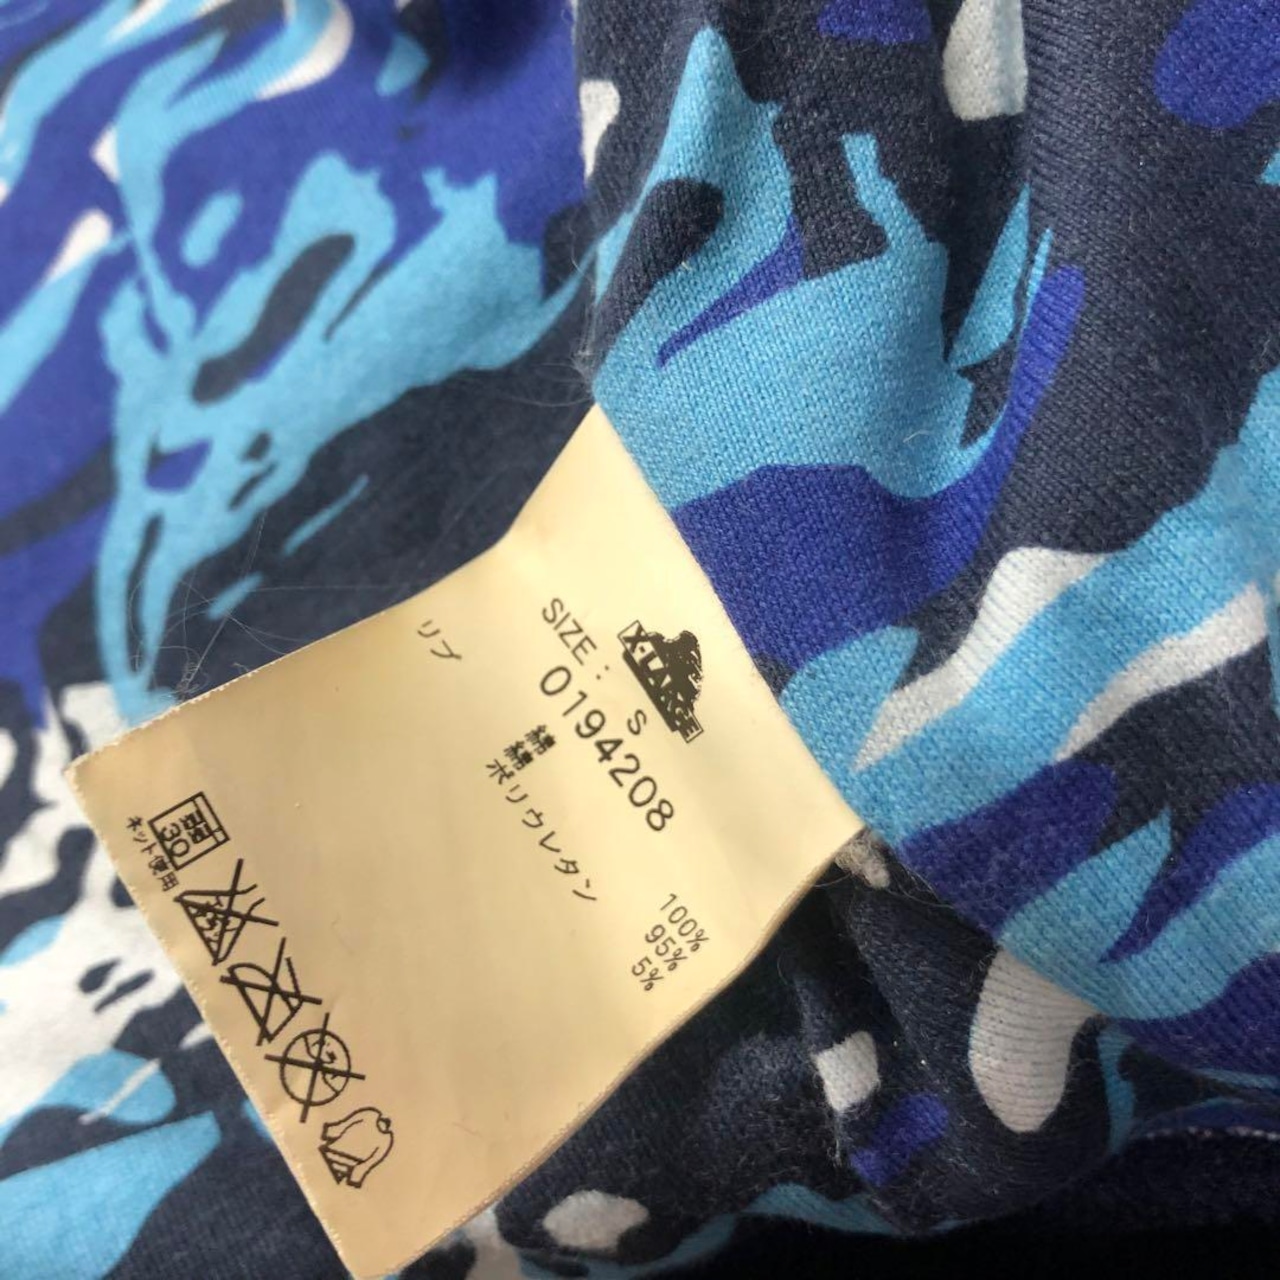 X-LARGE
SIZE : S
0194208
綿 100%
リブ 綿 95%
ポリウレタン 5%
30
ネット使用